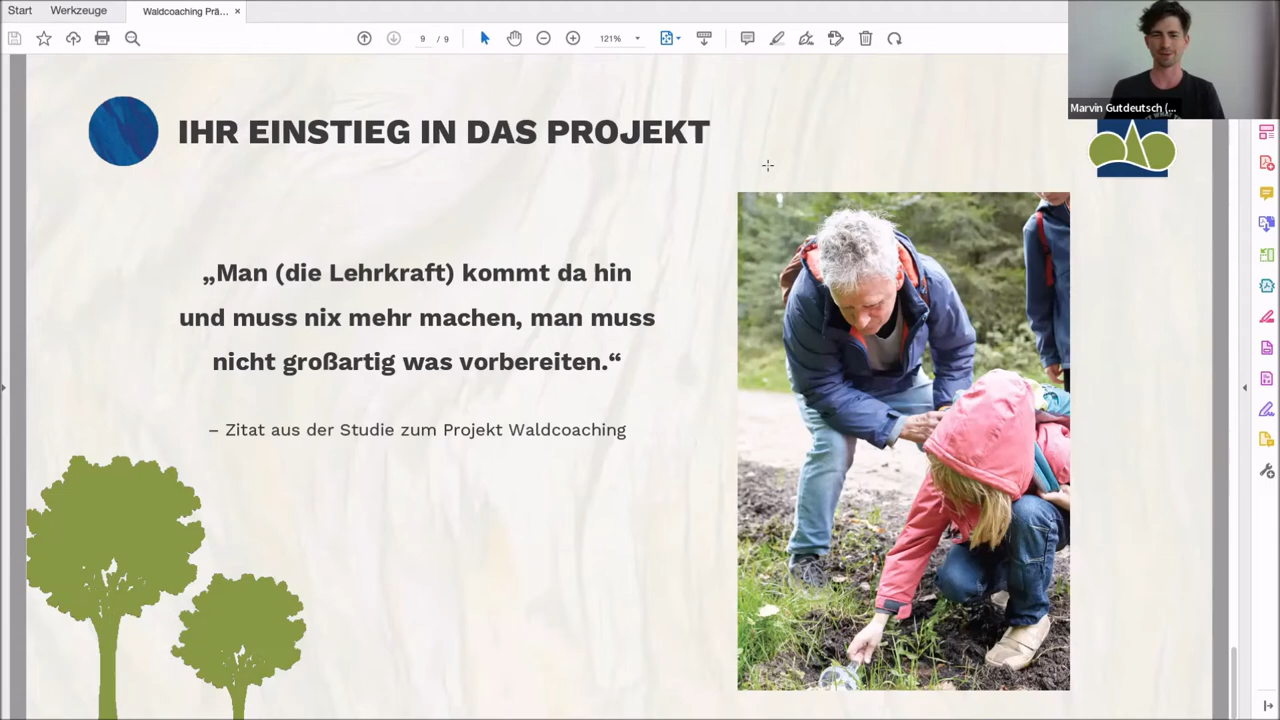 Start Werkzeuge Waldcoaching Prä... ×
9 / 9 121%
Marvin Gutdeutsch (...
IHR EINSTIEG IN DAS PROJEKT
„Man (die Lehrkraft) kommt da hin
und muss nix mehr machen, man muss
nicht großartig was vorbereiten.“
– Zitat aus der Studie zum Projekt Waldcoaching